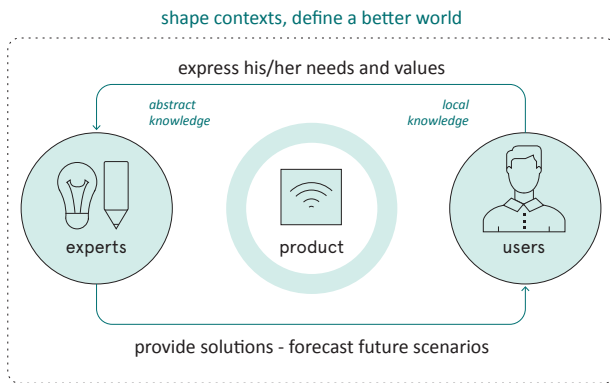 shape contexts, define a better world
express his/her needs and values
abstract
knowledge
local
knowledge
experts
product
users
provide solutions - forecast future scenarios